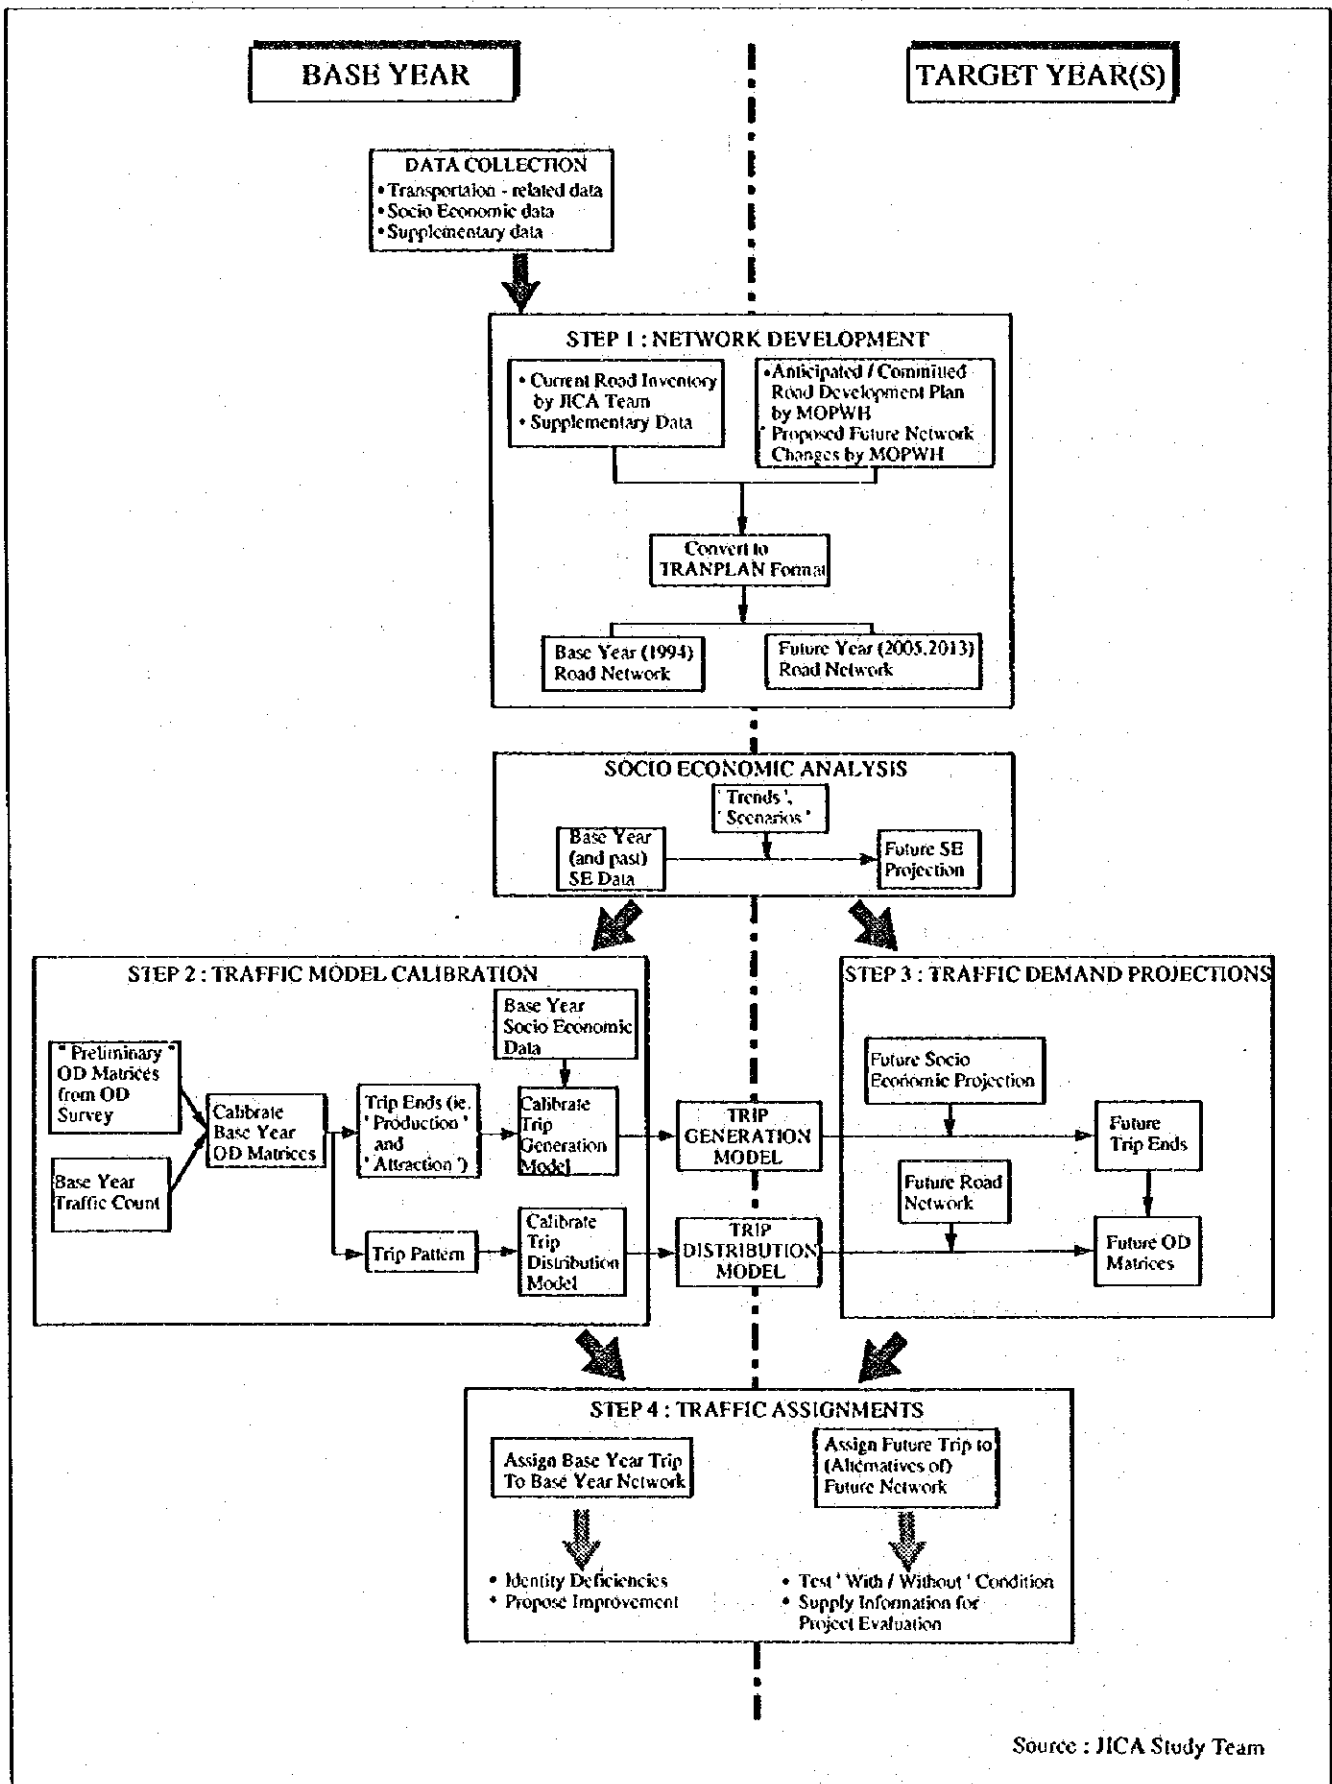 BASE YEAR
TARGET YEAR(S)
DATA COLLECTION
• Transportaion - related data
• Socio Economic data
• Supplementary data
STEP 1 : NETWORK DEVELOPMENT
• Current Road Inventory
by JICA Team
• Supplementary Data
• Anticipated / Committed
Road Development Plan
by MOPWH
• Proposed Future Network
Changes by MOPWH
Convert to
TRANPLAN Format
Base Year (1994)
Road Network
Future Year (2005,2013)
Road Network
SOCIO ECONOMIC ANALYSIS
' Trends ',
' Scenarios '
Base Year
(and past)
SE Data
Future SE
Projection
STEP 2 : TRAFFIC MODEL CALIBRATION
Base Year
Socio Economic
Data
" Preliminary "
OD Matrices
from OD
Survey
Calibrate
Base Year
OD Matrices
Base Year
Traffic Count
Trip Ends (ie.
' Production '
and
' Attraction ')
Calibrate
Trip
Generation
Model
Trip Pattern
Calibrate
Trip
Distribution
Model
TRIP
GENERATION
MODEL
TRIP
DISTRIBUTION
MODEL
STEP 3 : TRAFFIC DEMAND PROJECTIONS
Future Socio
Economic Projection
Future
Trip Ends
Future Road
Network
Future OD
Matrices
STEP 4 : TRAFFIC ASSIGNMENTS
Assign Base Year Trip
To Base Year Network
Assign Future Trip to
(Alternatives of)
Future Network
• Identity Deficiencies
• Propose Improvement
• Test ' With / Without ' Condition
• Supply Information for
Project Evaluation
Source : JICA Study Team